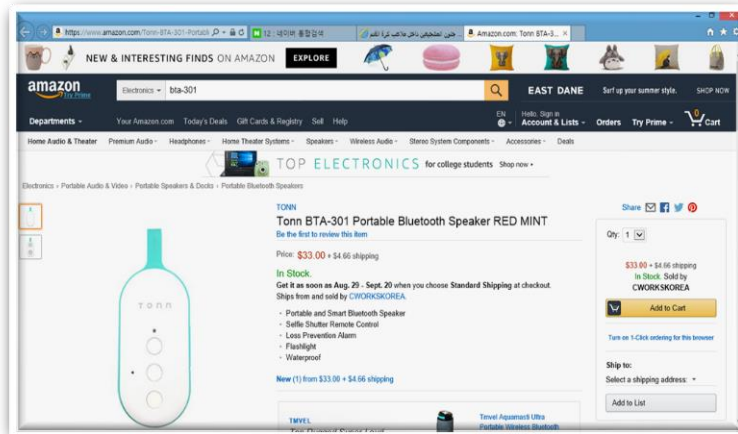 https://www.amazon.com/Tonn-BTA-301-Portabl
12 : 네이버 통합검색
Amazon.com: Tonn BTA-3...
NEW & INTERESTING FINDS ON AMAZON EXPLORE
amazon
Try Prime
Electronics
bta-301
EAST DANE Surf up your summer style. SHOP NOW
Departments
Your Amazon.com Today's Deals Gift Cards & Registry Sell Help
EN
Hello. Sign in
Account & Lists
Orders Try Prime
0
Cart
Home Audio & Theater Premium Audio Headphones Home Theater Systems Speakers Wireless Audio Stereo System Components Accessories Deals
TOP ELECTRONICS for college students Shop now
Electronics › Portable Audio & Video › Portable Speakers & Docks › Portable Bluetooth Speakers
TONN
Tonn BTA-301 Portable Bluetooth Speaker RED MINT
Be the first to review this item
Price: $33.00 + $4.66 shipping
In Stock.
Get it as soon as Aug. 29 - Sept. 20 when you choose Standard Shipping at checkout.
Ships from and sold by CWORKSKOREA.
Portable and Smart Bluetooth Speaker
Selfie Shutter Remote Control
Loss Prevention Alarm
Flashlight
Waterproof
New (1) from $33.00 + $4.66 shipping
TONN
Share
Qty: 1
$33.00 + $4.66 shipping
In Stock. Sold by
CWORKSKOREA
Add to Cart
Turn on 1-Click ordering for this browser
Ship to:
Select a shipping address:
Add to List
TMVEL
Tmvel Aquamacti Ultra
Portable Wireless Bluetooth